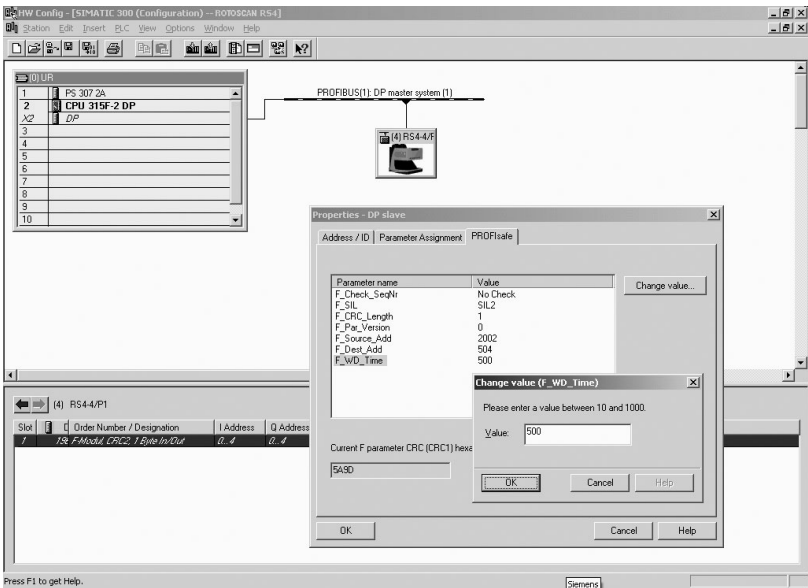 HW Config - [SIMATIC 300 (Configuration) -- ROTOSCAN RS4]
Station Edit Insert PLC View Options Window Help
(0) UR
1 PS 307 2A
2 CPU 315F-2 DP
X2 DP
3
4
5
6
7
8
9
10
PROFIBUS(1): DP master system (1)
(4) RS4-4/F
Properties - DP slave
Address / ID Parameter Assignment PROFIsafe
Parameter name Value
F_Check_SeqNr No Check
F_SIL SIL2
F_CRC_Length 1
F_Par_Version 0
F_Source_Add 2002
F_Dest_Add 504
F_WD_Time 500
Change value...
Current F parameter CRC (CRC1) hexa
5A9D
OK Cancel Help
Change value (F_WD_Time)
Please enter a value between 10 and 1000.
Value: 500
OK Cancel Help
(4) RS4-4/P1
Slot Order Number / Designation I Address Q Address
1 F-Modul, CRC2, 1 Byte In/Out 0...4 0...4
Press F1 to get Help.
Siemens